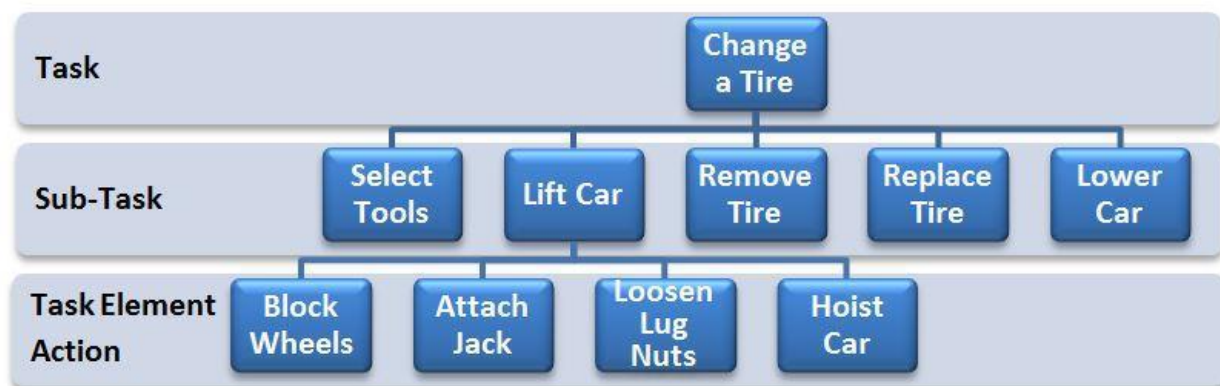 Task
Change
a Tire
Sub-Task
Select
Tools
Lift Car
Remove
Tire
Replace
Tire
Lower
Car
Task Element
Action
Block
Wheels
Attach
Jack
Loosen
Lug
Nuts
Hoist
Car